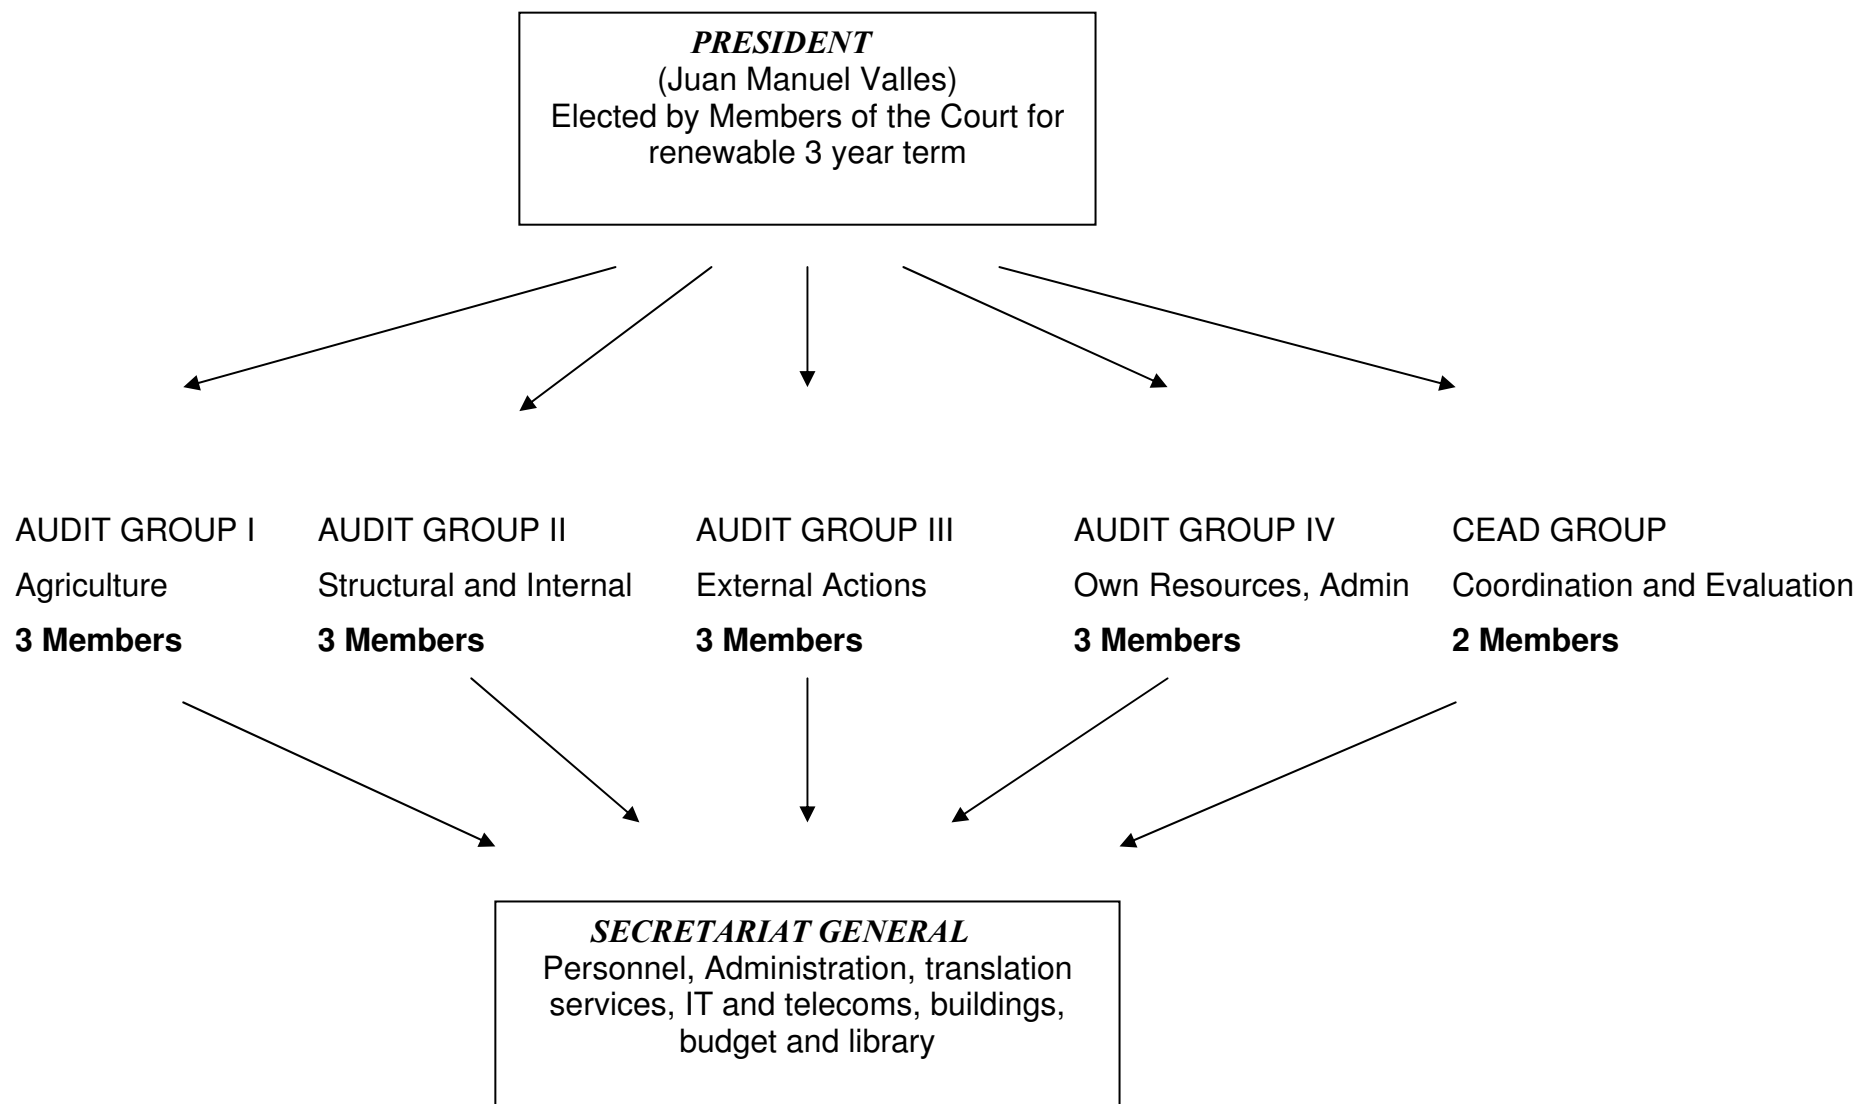 PRESIDENT
(Juan Manuel Valles)
Elected by Members of the Court for
renewable 3 year term
AUDIT GROUP I
Agriculture
3 Members
AUDIT GROUP II
Structural and Internal
3 Members
AUDIT GROUP III
External Actions
3 Members
AUDIT GROUP IV
Own Resources, Admin
3 Members
CEAD GROUP
Coordination and Evaluation
2 Members
SECRETARIAT GENERAL
Personnel, Administration, translation
services, IT and telecoms, buildings,
budget and library